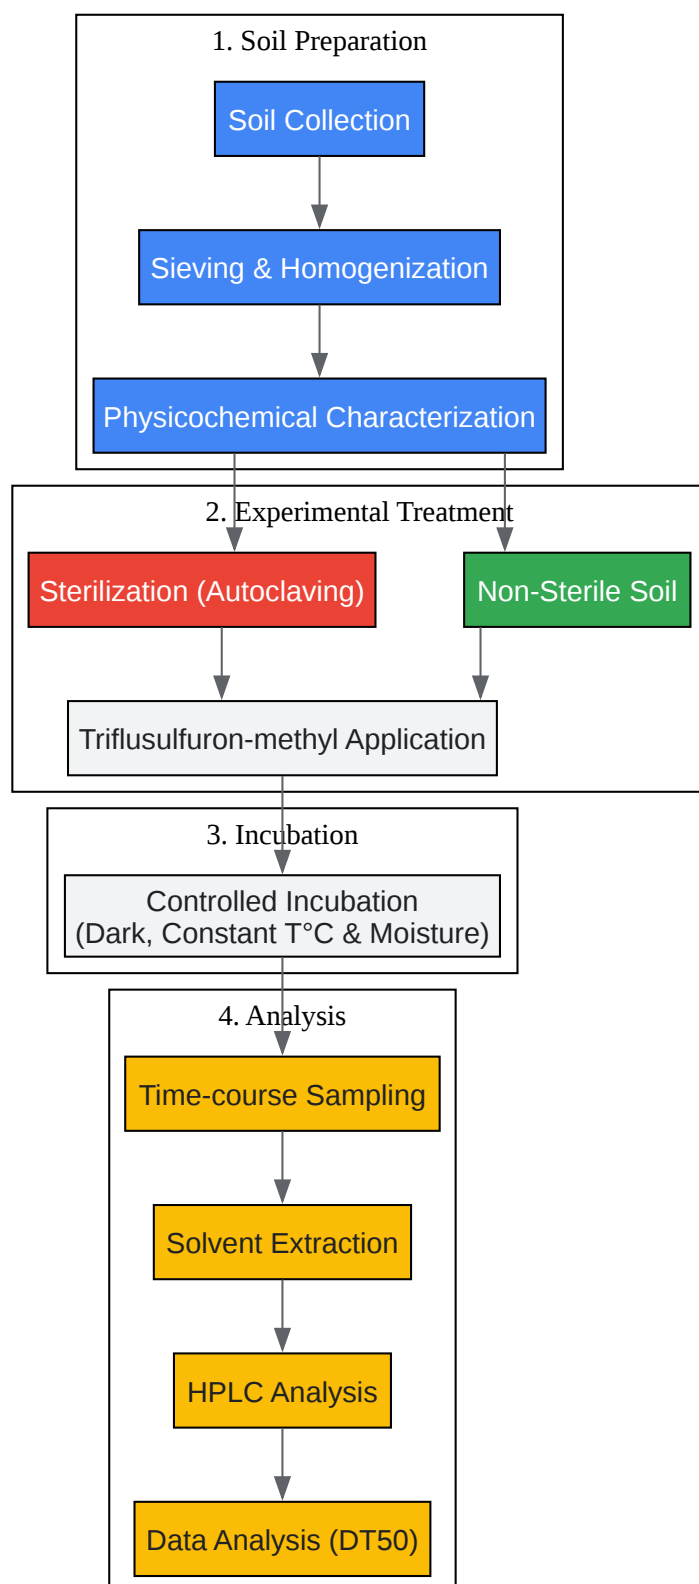 1. Soil Preparation
Soil Collection
Sieving & Homogenization
Physicochemical Characterization
2. Experimental Treatment
Sterilization (Autoclaving)
Non-Sterile Soil
Triflusulfuron-methyl Application
3. Incubation
Controlled Incubation
(Dark, Constant T°C & Moisture)
4. Analysis
Time-course Sampling
Solvent Extraction
HPLC Analysis
Data Analysis (DT50)